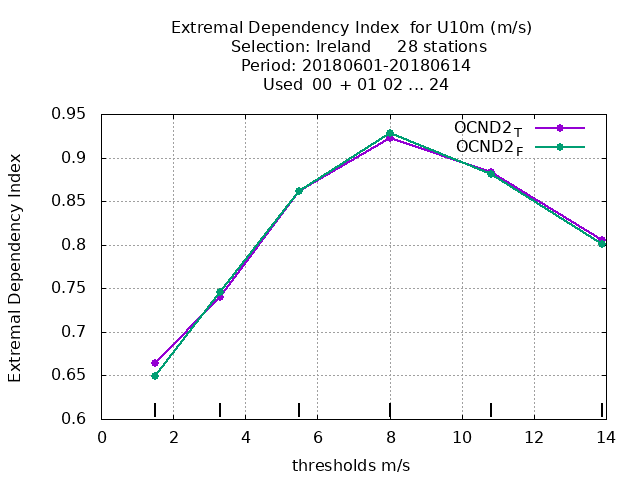 Extremal Dependency Index for U10m (m/s)
Selection: Ireland 28 stations
Period: 20180601-20180614
Used 00 + 01 02 ... 24
OCND2T
OCND2F
Extremal Dependency Index
0.95
0.9
0.85
0.8
0.75
0.7
0.65
0.6
0 2 4 6 8 10 12 14
thresholds m/s